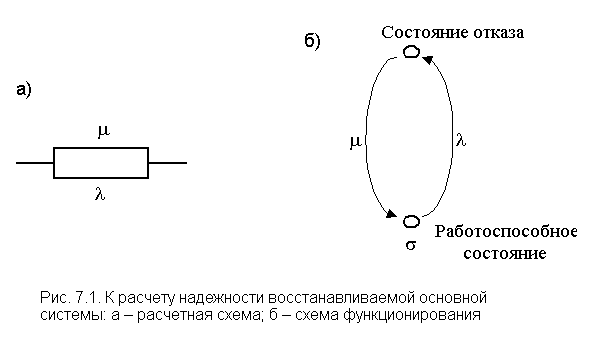 а)
μ
λ
б)
Состояние отказа
μ
λ
σ
Работоспособное
состояние
Рис. 7.1. К расчету надежности восстанавливаемой основной
системы: а – расчетная схема; б – схема функционирования